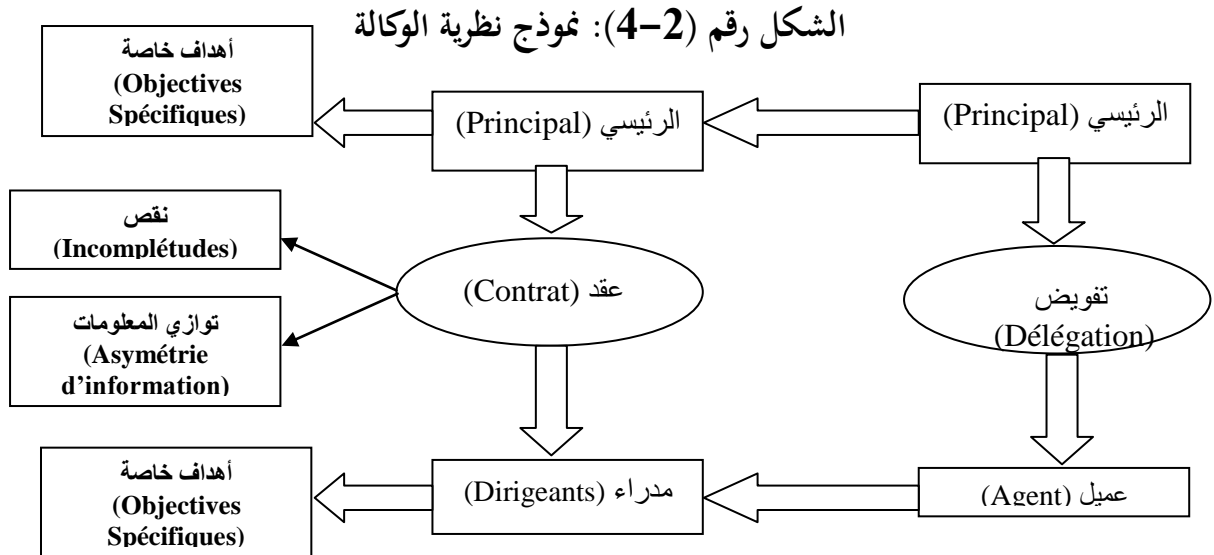 الشكل رقم (2-4): نموذج نظرية الوكالة
الرئيسي (Principal)
الرئيسي (Principal)
أهداف خاصة
(Objectives
Spécifiques)
تفويض
(Délégation)
عقد (Contrat)
نقص
(Incomplétudes)
توازي المعلومات
(Asymétrie
d’information)
عميل (Agent)
مدراء (Dirigeants)
أهداف خاصة
(Objectives
Spécifiques)